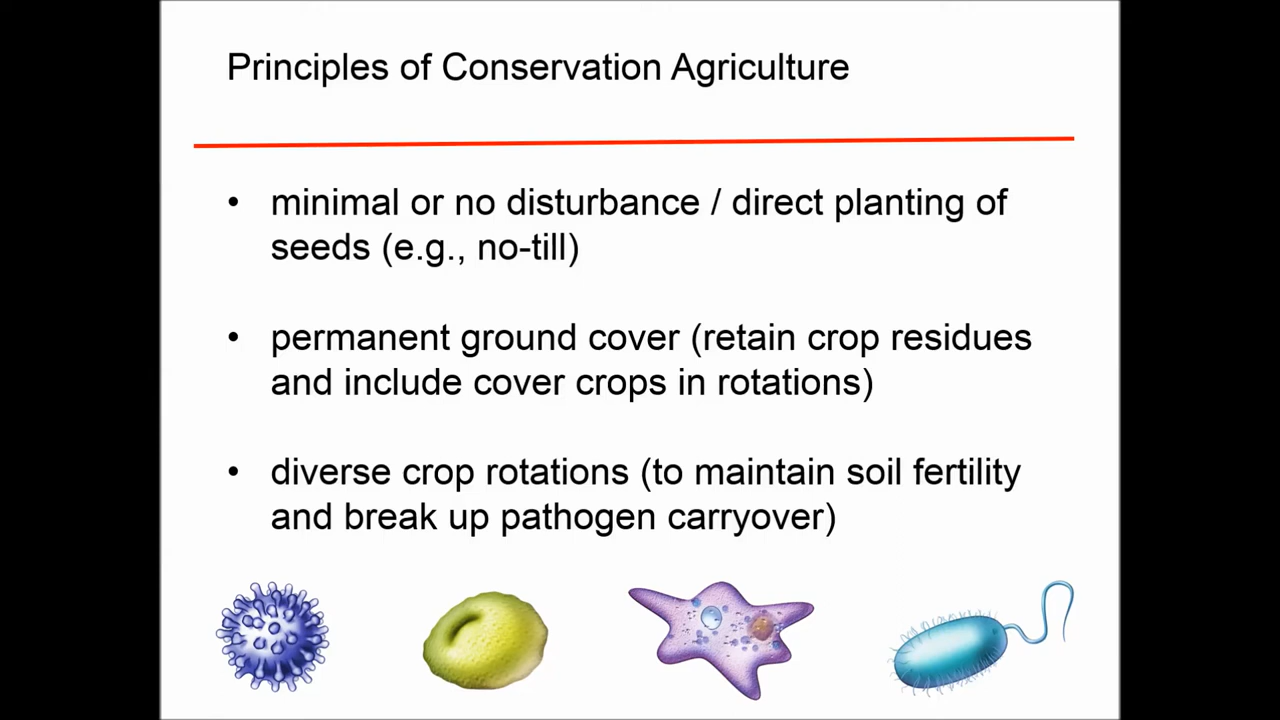 Principles of Conservation Agriculture
• minimal or no disturbance / direct planting of
seeds (e.g., no-till)
• permanent ground cover (retain crop residues
and include cover crops in rotations)
• diverse crop rotations (to maintain soil fertility
and break up pathogen carryover)